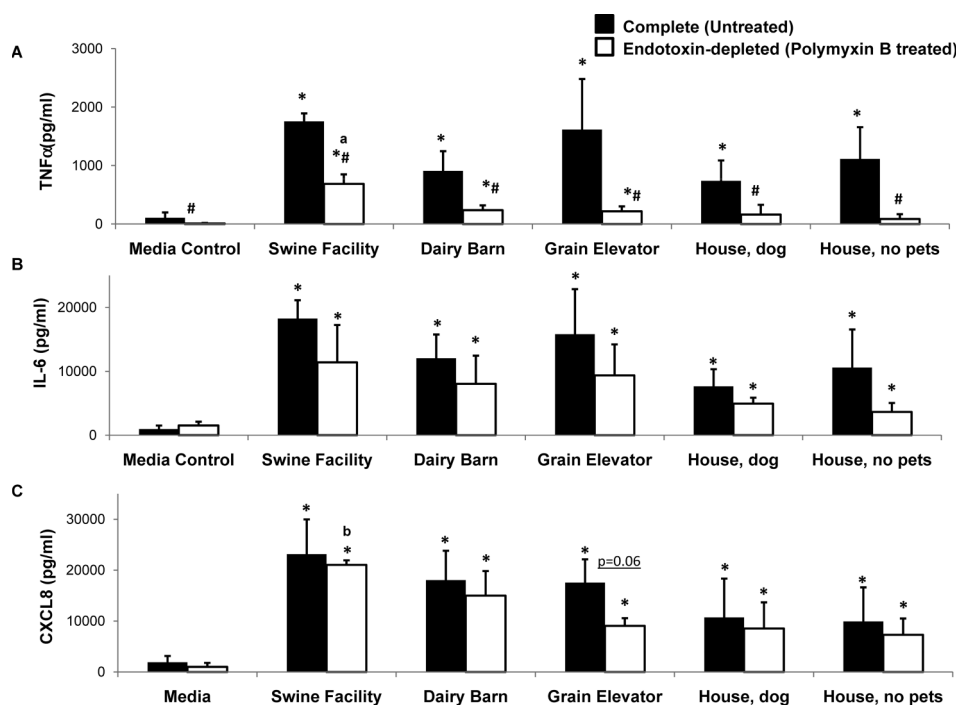 Complete (Untreated)
Endotoxin-depleted (Polymyxin B treated)
A
TNFα(pg/ml)
3000
2000
1000
0
#
*
a
*#
*
*#
*
*#
*
#
*
#
Media Control Swine Facility Dairy Barn Grain Elevator House, dog House, no pets
B
IL-6 (pg/ml)
20000
10000
0
* * * * * * * * * *
Media Control Swine Facility Dairy Barn Grain Elevator House, dog House, no pets
C
CXCL8 (pg/ml)
30000
20000
10000
0
*
b
*
* *
*
p=0.06
*
* *
* *
Media Swine Facility Dairy Barn Grain Elevator House, dog House, no pets